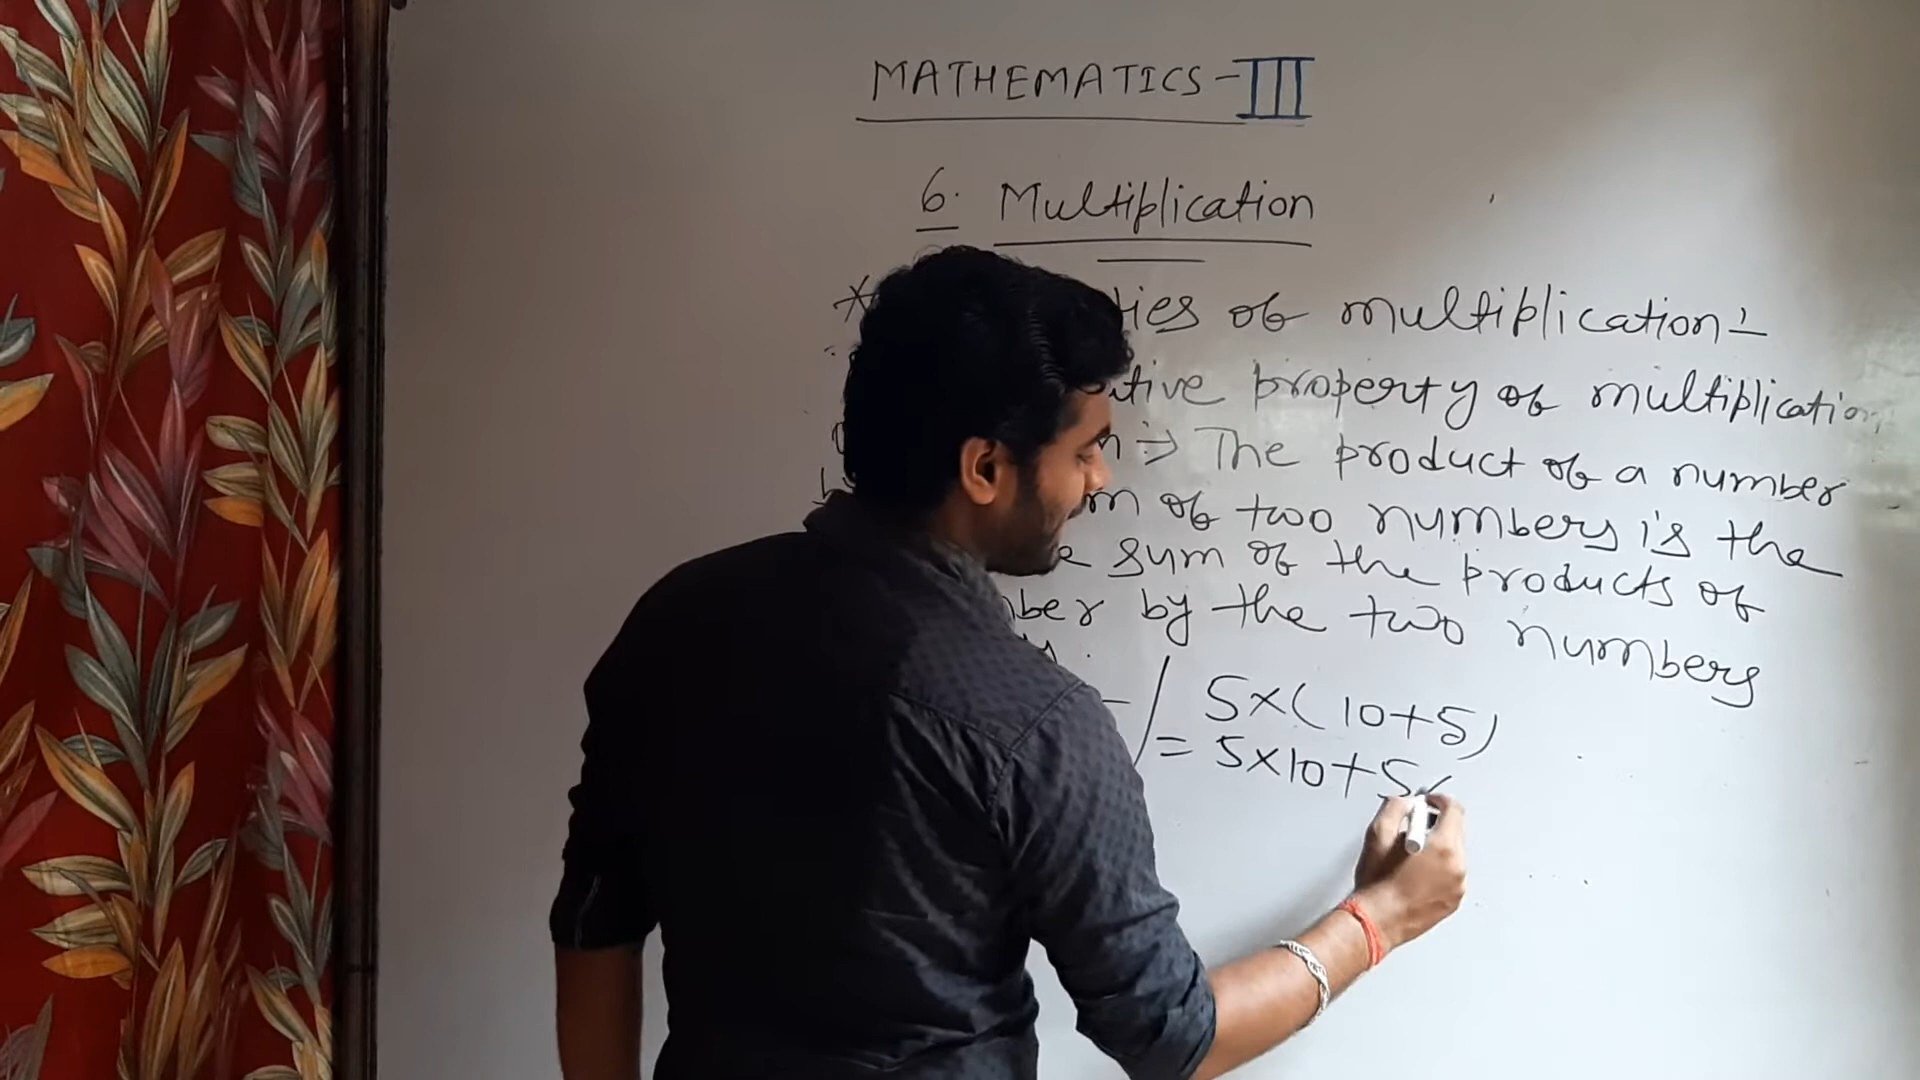 MATHEMATICS - III
6. Multiplication
* ies of multiplication :-
tive property of multiplication
n :→ The product of a number
m of two numbers is the
e sum of the products of
ber by the two numbers
5×(10+5)
= 5×10+5×